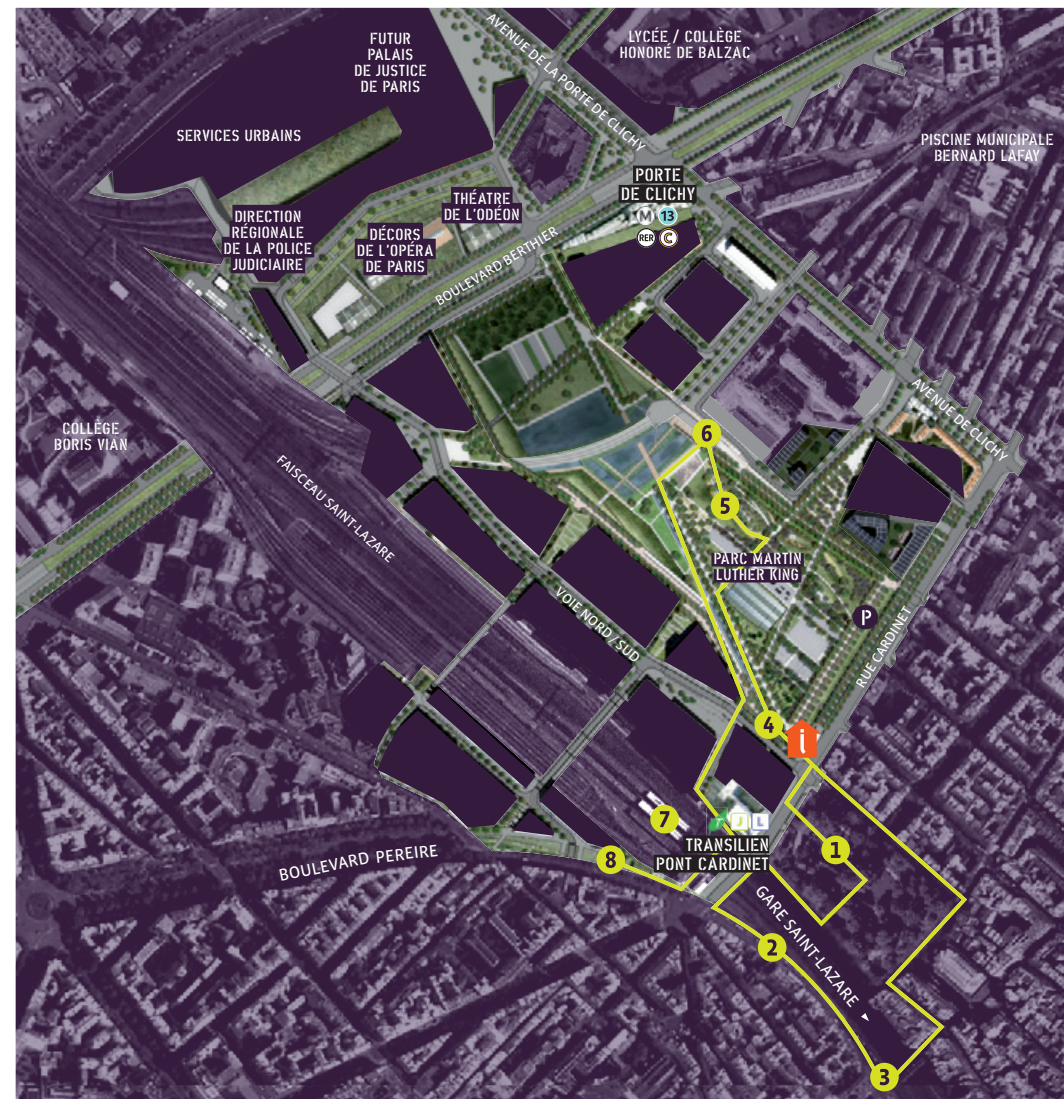 FUTUR
PALAIS
DE JUSTICE
DE PARIS
AVENUE DE LA PORTE DE CLICHY
LYCÉE / COLLÈGE
HONORÉ DE BALZAC
SERVICES URBAINS
PISCINE MUNICIPALE
BERNARD LAFAY
PORTE
DE CLICHY
M 13
RER C
THÉATRE
DE L'ODÉON
DIRECTION
RÉGIONALE
DE LA POLICE
JUDICIAIRE
DÉCORS
DE L'OPÉRA
DE PARIS
BOULEVARD BERTHIER
AVENUE DE CLICHY
COLLÈGE
BORIS VIAN
FAISCEAU SAINT-LAZARE
6
5
PARC MARTIN
LUTHER KING
VOIE NORD / SUD
P
RUE CARDINET
4
i
7
T J L
TRANSILIEN
PONT CARDINET
1
8
BOULEVARD PEREIRE
GARE SAINT-LAZARE
2
3